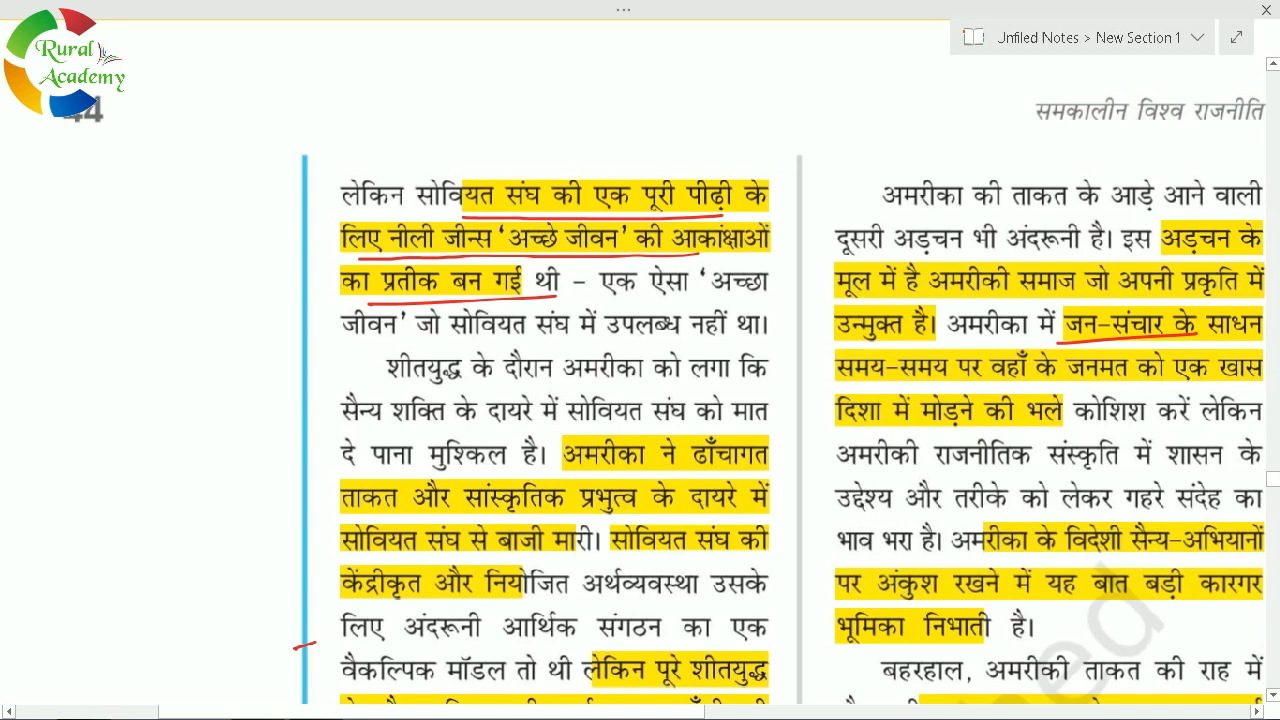 Rural
Academy
Jnfiled Notes > New Section 1
44
समकालीन विश्व राजनीति
लेकिन सोवियत संघ की एक पूरी पीढ़ी के
लिए नीली जीन्स ‘अच्छे जीवन’ की आकांक्षाओं
का प्रतीक बन गई थी – एक ऐसा ‘अच्छा
जीवन’ जो सोवियत संघ में उपलब्ध नहीं था।
शीतयुद्ध के दौरान अमरीका को लगा कि
सैन्य शक्ति के दायरे में सोवियत संघ को मात
दे पाना मुश्किल है। अमरीका ने ढाँचागत
ताकत और सांस्कृतिक प्रभुत्व के दायरे में
सोवियत संघ से बाजी मारी। सोवियत संघ की
केंद्रीकृत और नियोजित अर्थव्यवस्था उसके
लिए अंदरूनी आर्थिक संगठन का एक
वैकल्पिक मॉडल तो थी लेकिन पूरे शीतयुद्ध
अमरीका की ताकत के आड़े आने वाली
दूसरी अड़चन भी अंदरूनी है। इस अड़चन के
मूल में है अमरीकी समाज जो अपनी प्रकृति में
उन्मुक्त है। अमरीका में जन-संचार के साधन
समय-समय पर वहाँ के जनमत को एक खास
दिशा में मोड़ने की भले कोशिश करें लेकिन
अमरीकी राजनीतिक संस्कृति में शासन के
उद्देश्य और तरीके को लेकर गहरे संदेह का
भाव भरा है। अमरीका के विदेशी सैन्य-अभियानों
पर अंकुश रखने में यह बात बड़ी कारगर
भूमिका निभाती है।
बहरहाल, अमरीकी ताकत की राह में